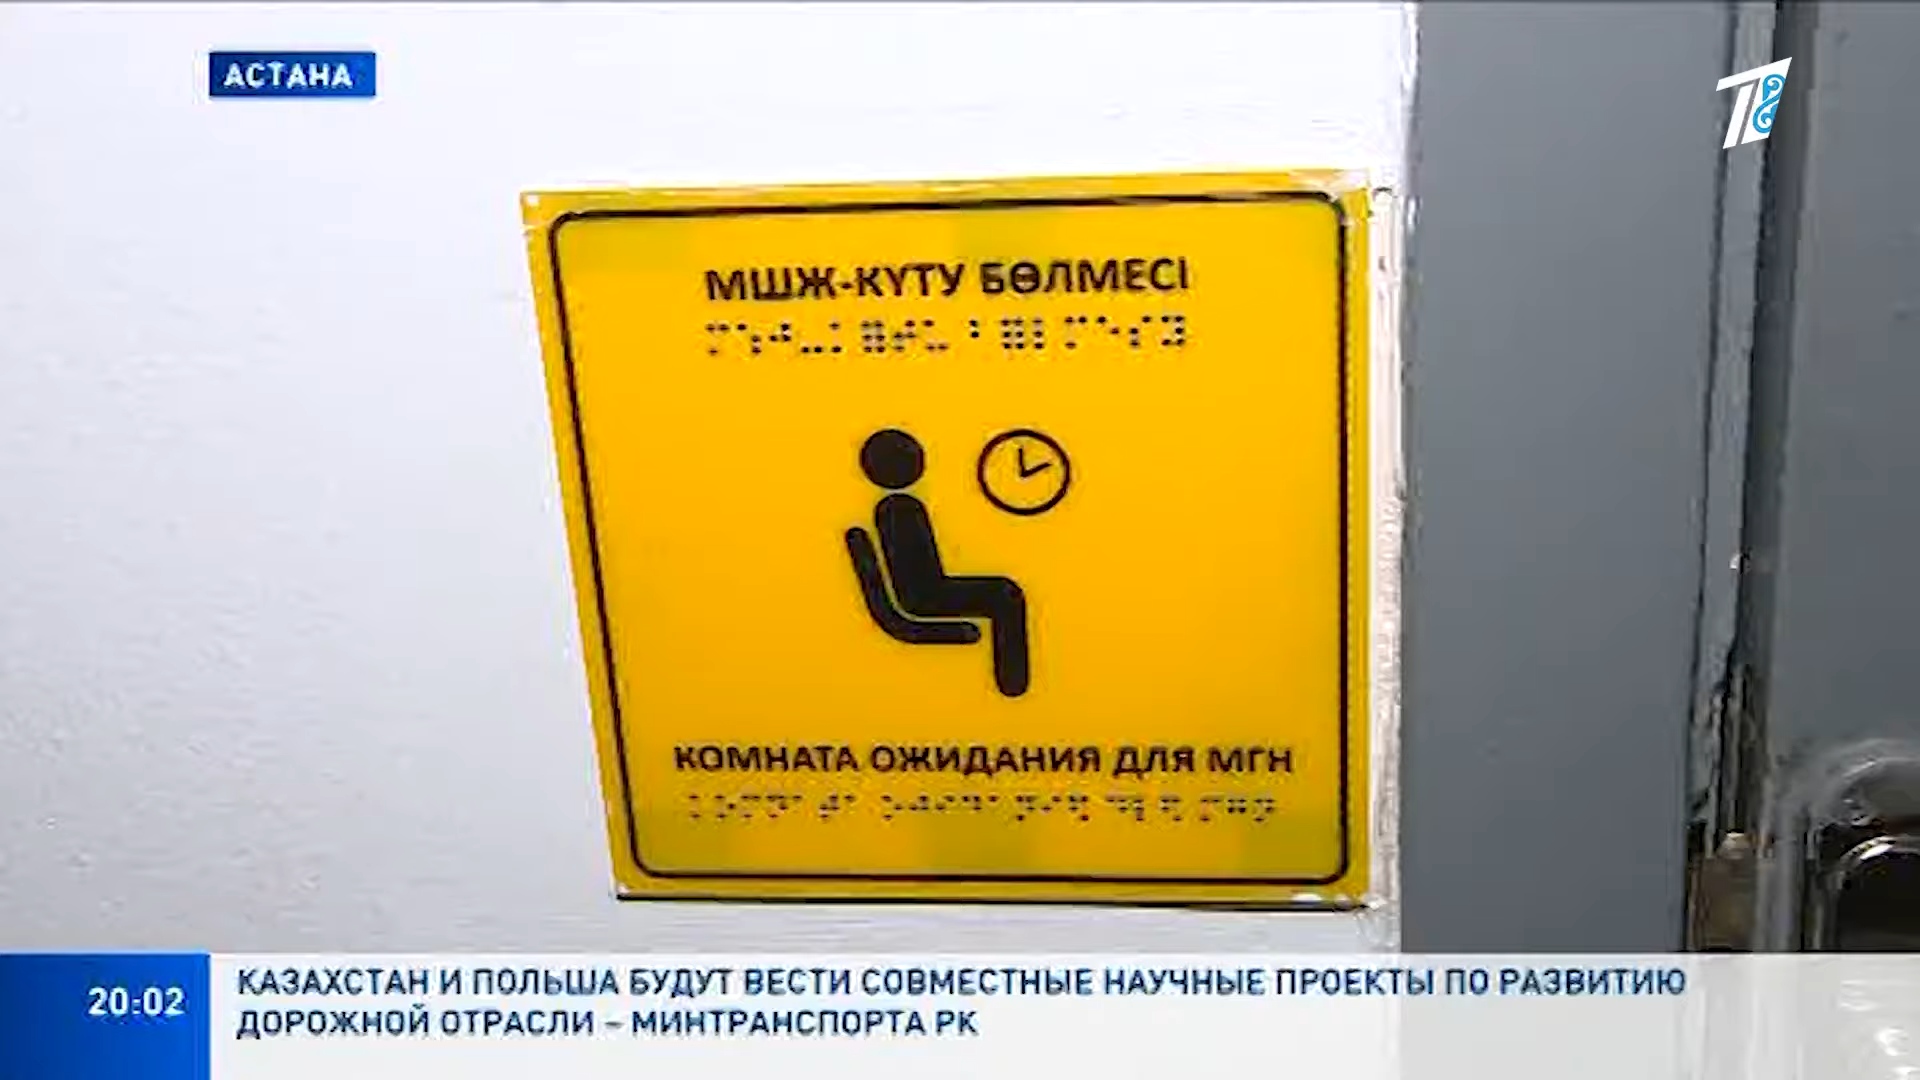 АСТАНА
МШЖ-КҮТУ БӨЛМЕСІ
КОМНАТА ОЖИДАНИЯ ДЛЯ МГН
20:02
КАЗАХСТАН И ПОЛЬША БУДУТ ВЕСТИ СОВМЕСТНЫЕ НАУЧНЫЕ ПРОЕКТЫ ПО РАЗВИТИЮ
ДОРОЖНОЙ ОТРАСЛИ – МИНТРАНСПОРТА РК